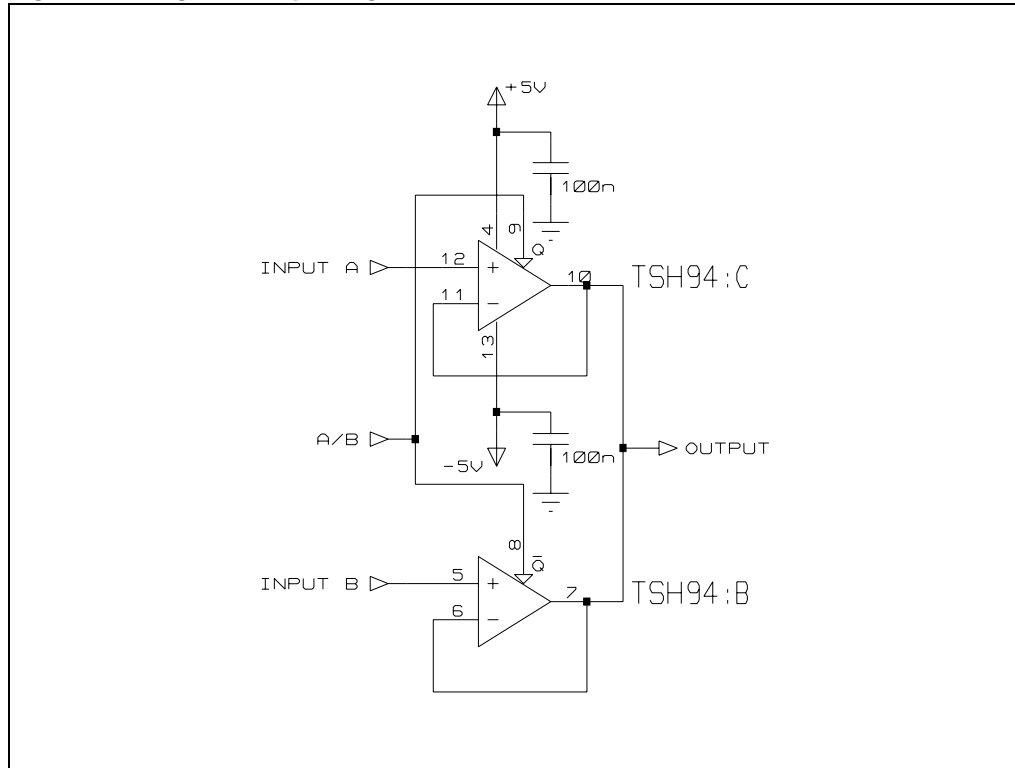 +5V
100n
4
9
Q
INPUT A
12
+
11
−
10
TSH94:C
13
A/B
-5V
100n
OUTPUT
8
Q̅
INPUT B
5
+
6
−
7
TSH94:B